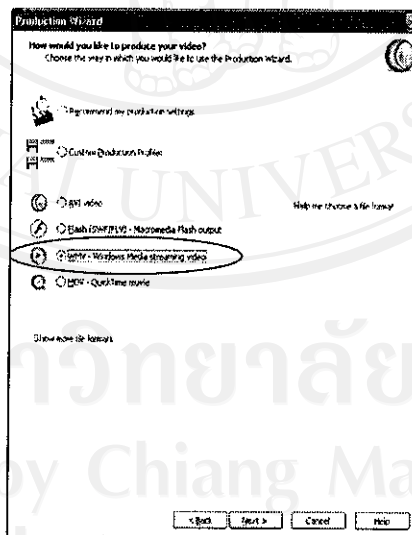 Production Wizard
How would you like to produce your video?
Choose the way in which you would like to use the Production Wizard.
Recommend my production settings
Custom Production Profiles
AVI video
Help me choose a file format
Flash (SWF/FLV) - Macromedia Flash output
WMV - Windows Media streaming video
MOV - QuickTime movie
Show more file formats
< Back
Next >
Cancel
Help
UNIVERS
าวิทยาลัย
by Chiang Ma